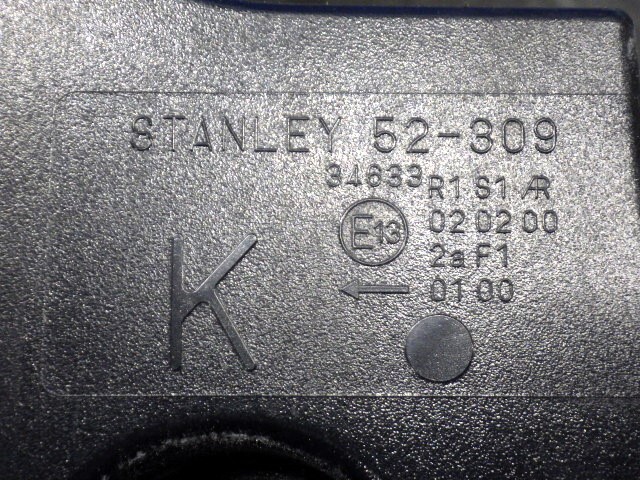 STANLEY 52-309
34633 R1 S1 AR
E13 02 02 00
2a F1
← 01 00
K